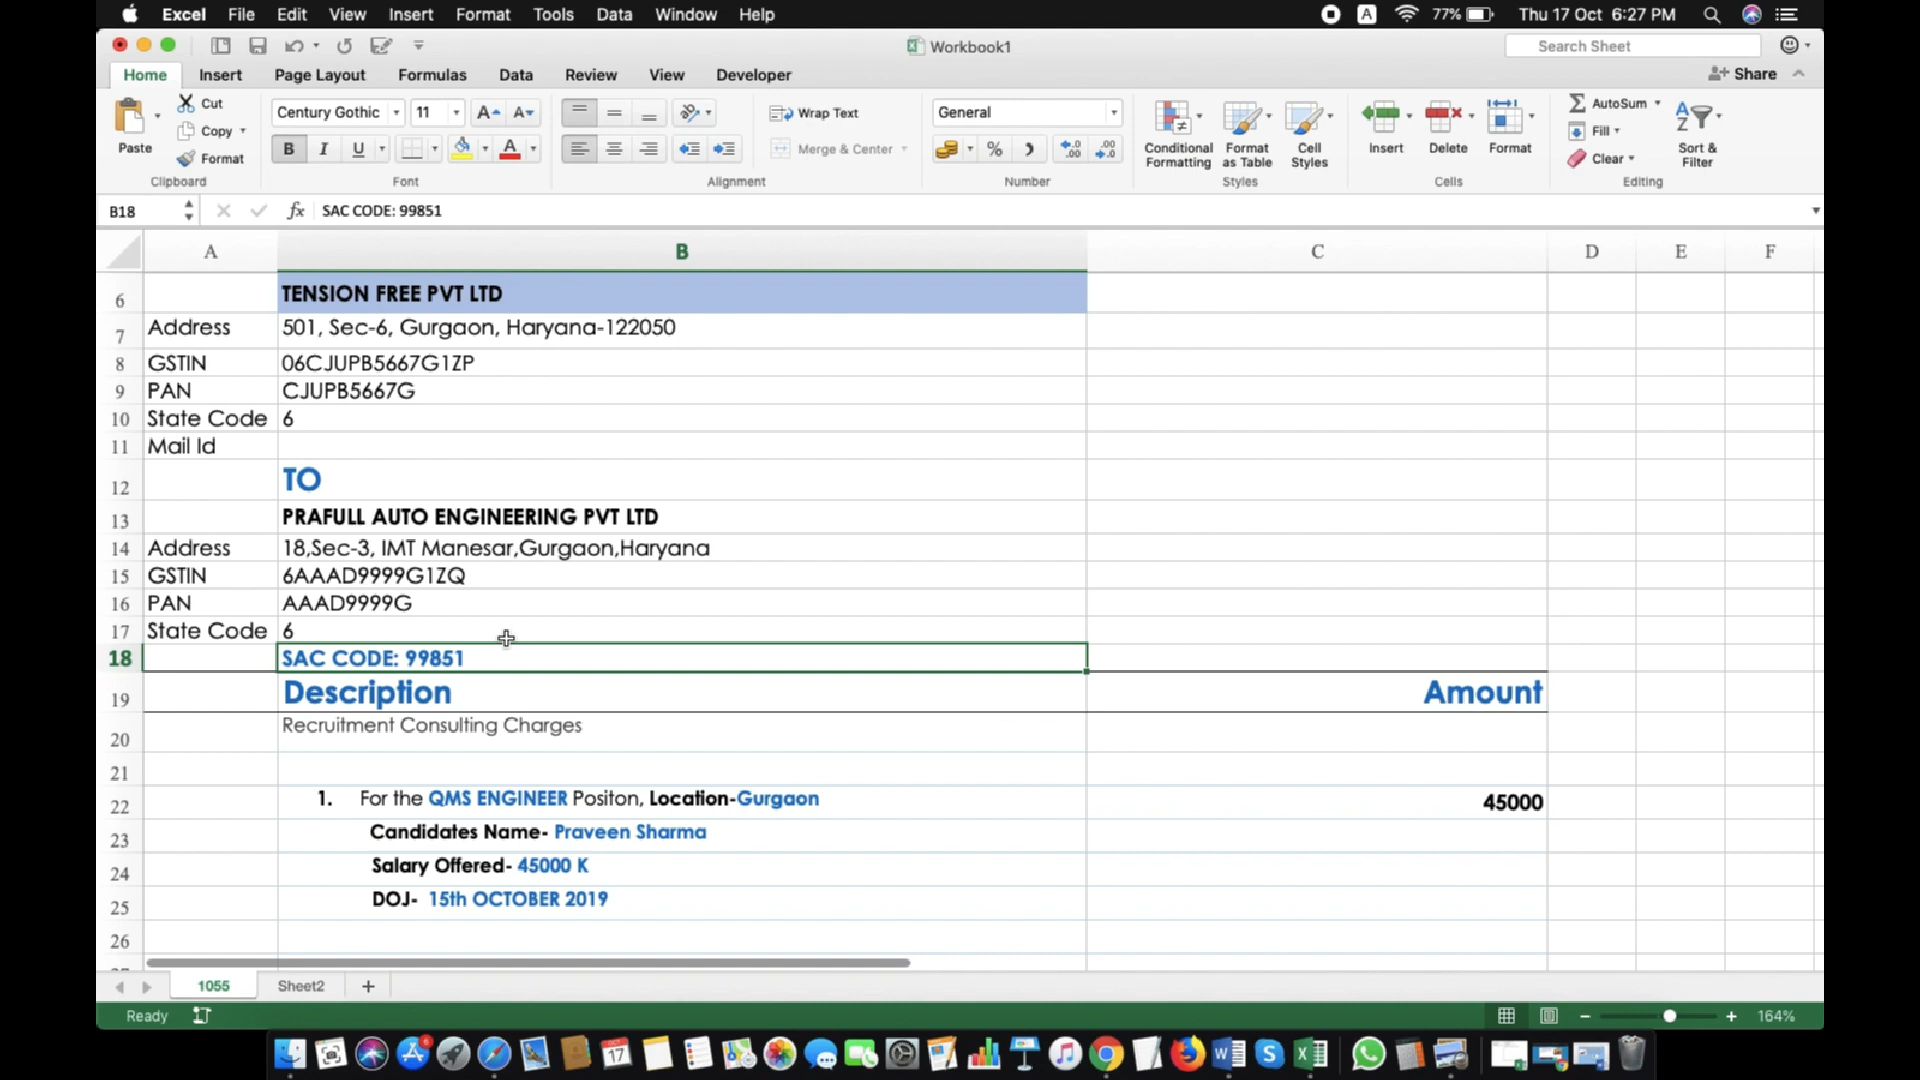 Excel File Edit View Insert Format Tools Data Window Help A 77% Thu 17 Oct 6:27 PM
Workbook1 Search Sheet
Home Insert Page Layout Formulas Data Review View Developer Share
Cut Century Gothic 11 Wrap Text General AutoSum
Copy Fill
Paste Format B I U A Merge & Center % Conditional Formatting Format as Table Cell Styles Insert Delete Format Clear Sort & Filter
Clipboard Font Alignment Number Styles Cells Editing
B18 fx SAC CODE: 99851
A B C D E F
6 TENSION FREE PVT LTD
7 Address 501, Sec-6, Gurgaon, Haryana-122050
8 GSTIN 06CJUPB5667G1ZP
9 PAN CJUPB5667G
10 State Code 6
11 Mail Id
12 TO
13 PRAFULL AUTO ENGINEERING PVT LTD
14 Address 18,Sec-3, IMT Manesar,Gurgaon,Haryana
15 GSTIN 6AAAD9999G1ZQ
16 PAN AAAD9999G
17 State Code 6
18 SAC CODE: 99851
19 Description Amount
20 Recruitment Consulting Charges
21
22 1. For the QMS ENGINEER Positon, Location-Gurgaon 45000
23 Candidates Name- Praveen Sharma
24 Salary Offered- 45000 K
25 DOJ- 15th OCTOBER 2019
26
1055 Sheet2 +
Ready 164%
17